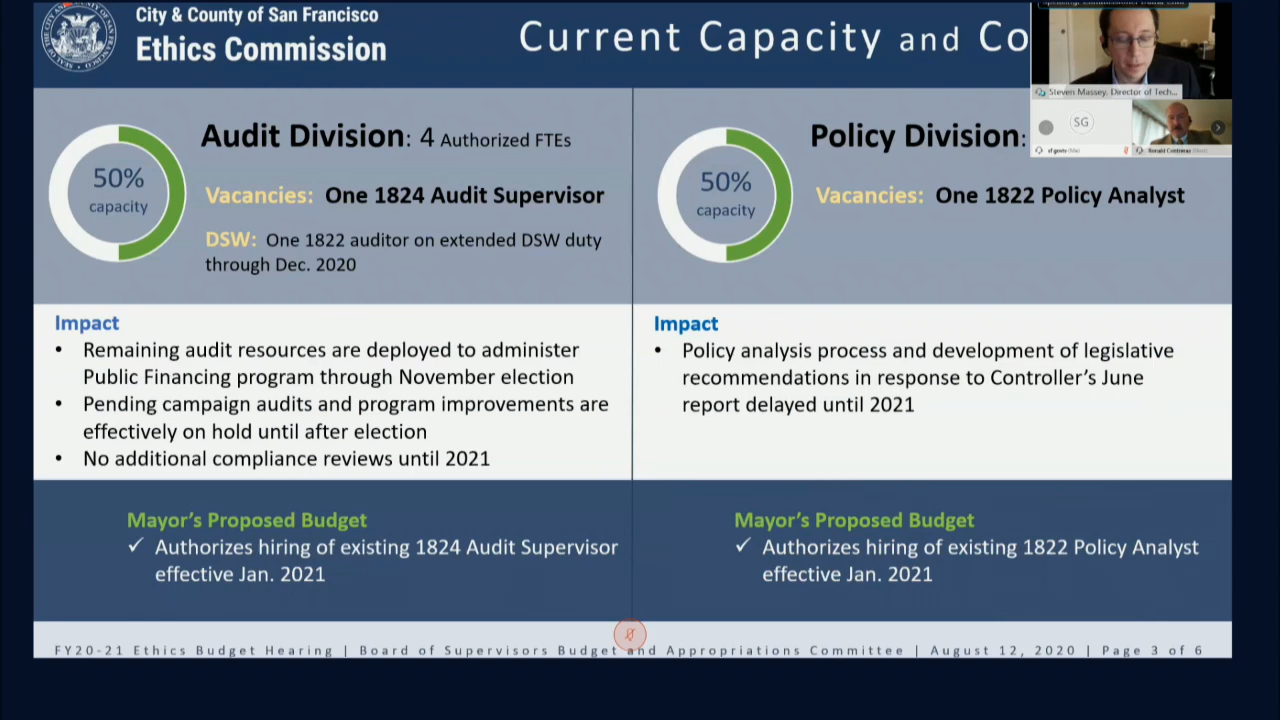 City & County of San Francisco
Ethics Commission
Current Capacity and Co
Steven Massey, Director of Tech...
SG
Audit Division: 4 Authorized FTEs
50%
capacity
Vacancies: One 1824 Audit Supervisor
DSW: One 1822 auditor on extended DSW duty
through Dec. 2020
Policy Division:
50%
capacity
Vacancies: One 1822 Policy Analyst
Impact
• Remaining audit resources are deployed to administer
Public Financing program through November election
• Pending campaign audits and program improvements are
effectively on hold until after election
• No additional compliance reviews until 2021
Impact
• Policy analysis process and development of legislative
recommendations in response to Controller's June
report delayed until 2021
Mayor's Proposed Budget
✓ Authorizes hiring of existing 1824 Audit Supervisor
effective Jan. 2021
Mayor's Proposed Budget
✓ Authorizes hiring of existing 1822 Policy Analyst
effective Jan. 2021
FY20-21 Ethics Budget Hearing | Board of Supervisors Budget and Appropriations Committee | August 12, 2020 | Page 3 of 6